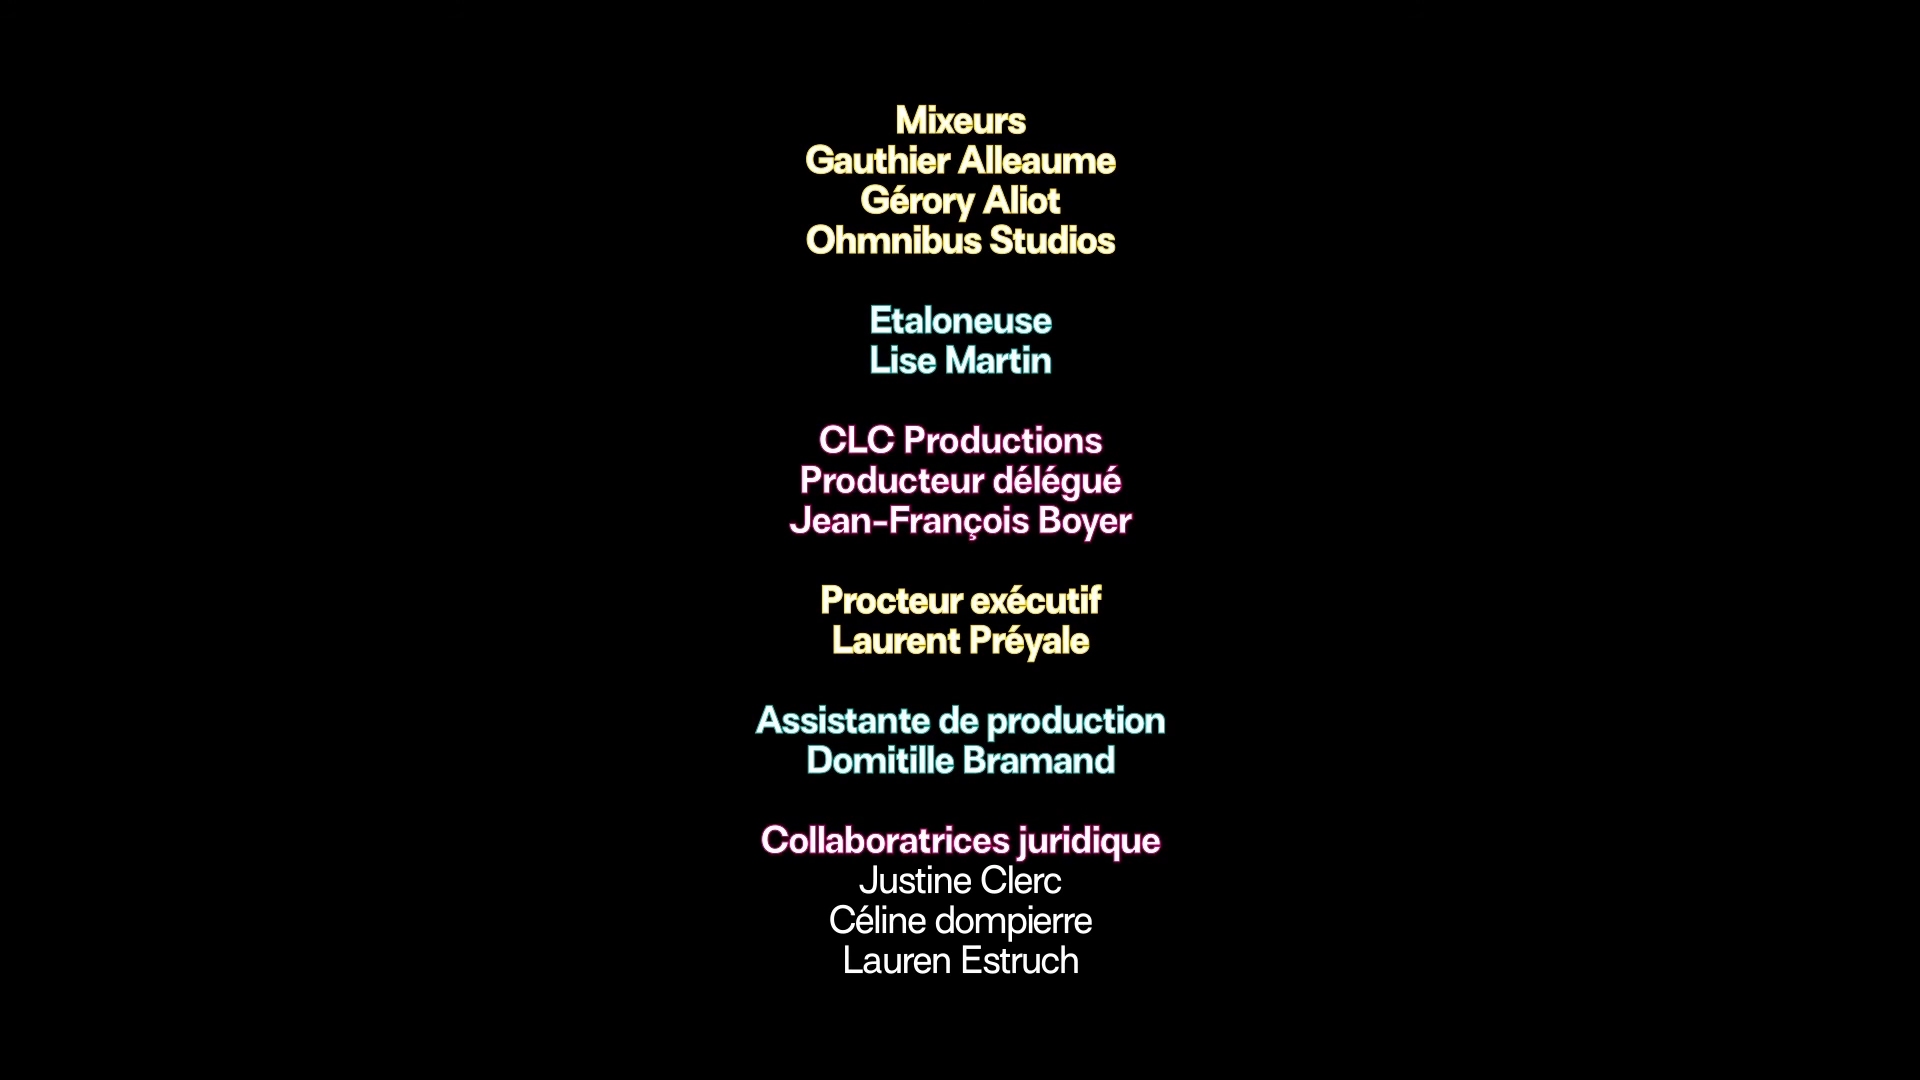 Mixeurs
Gauthier Alleaume
Gérory Aliot
Ohmnibus Studios
Etaloneuse
Lise Martin
CLC Productions
Producteur délégué
Jean-François Boyer
Procteur exécutif
Laurent Préyale
Assistante de production
Domitille Bramand
Collaboratrices juridique
Justine Clerc
Céline dompierre
Lauren Estruch